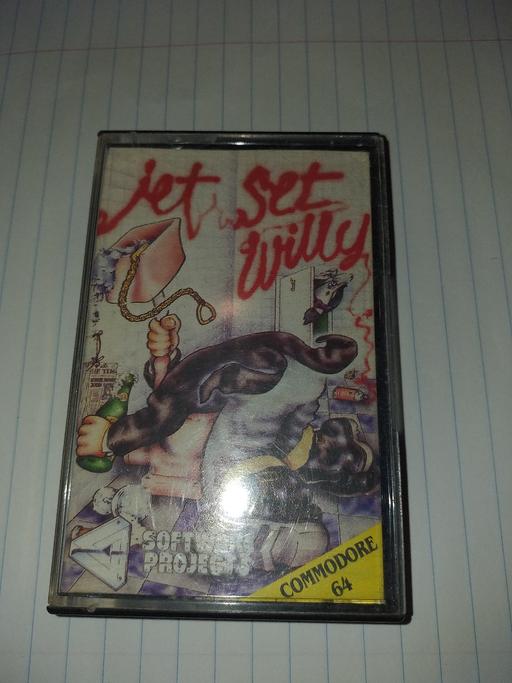 jet Set
Willy
SOFTWARE
PROJECTS
COMMODORE
64